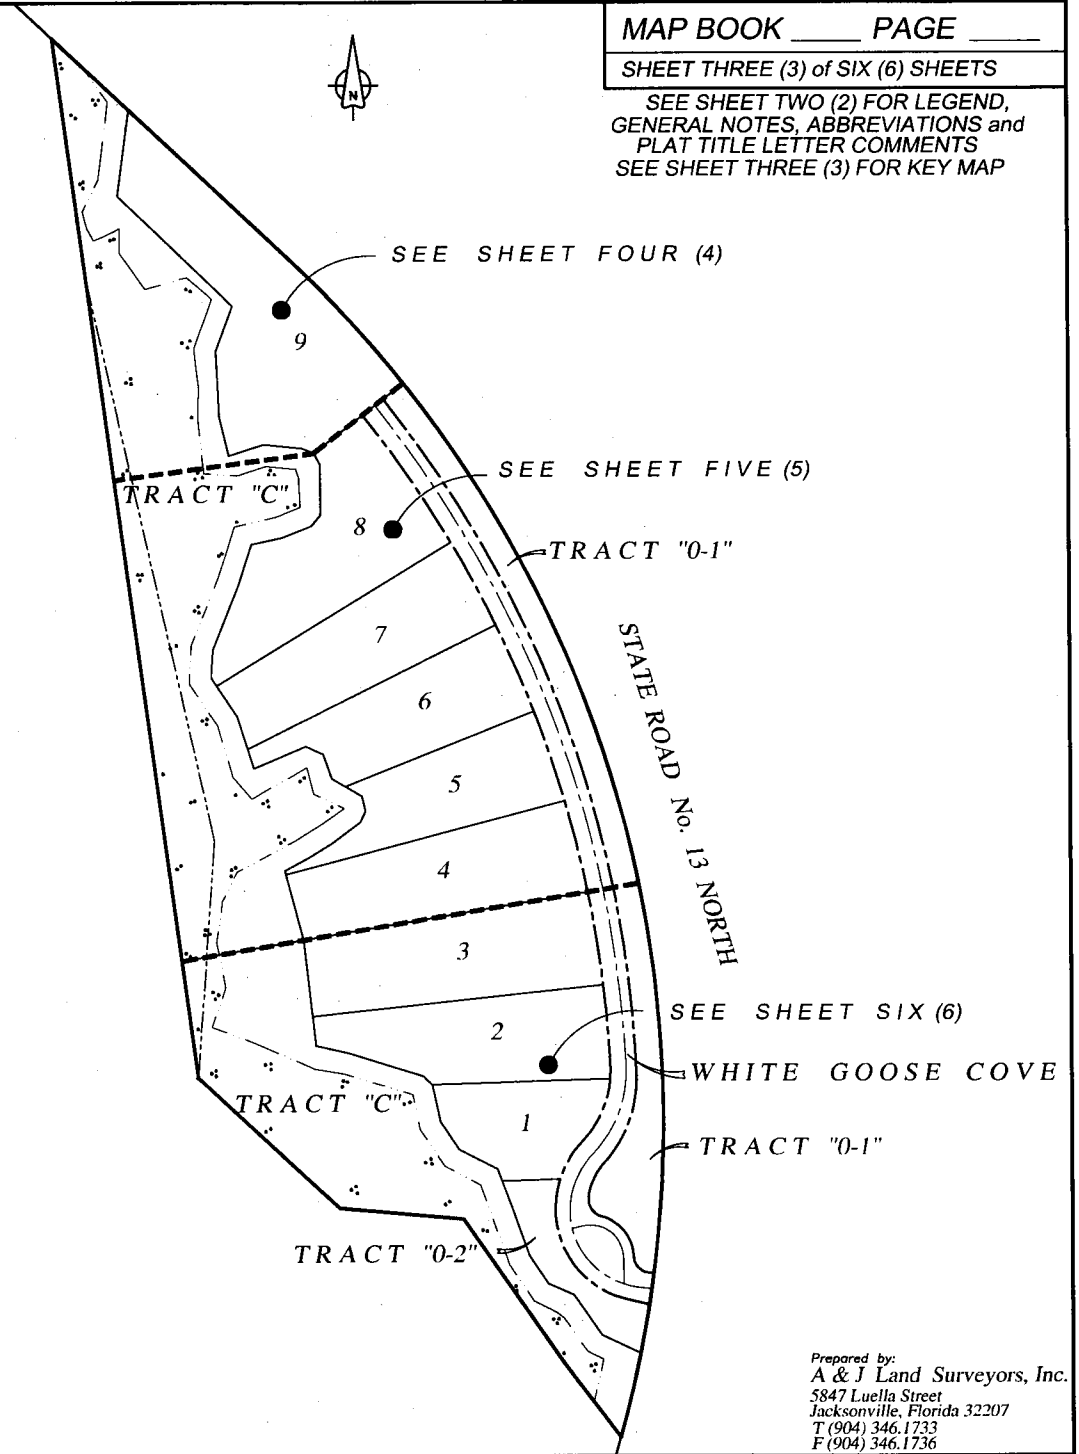 MAP BOOK ____ PAGE ____
SHEET THREE (3) of SIX (6) SHEETS
SEE SHEET TWO (2) FOR LEGEND,
GENERAL NOTES, ABBREVIATIONS and
PLAT TITLE LETTER COMMENTS
SEE SHEET THREE (3) FOR KEY MAP
N
SEE SHEET FOUR (4)
9
SEE SHEET FIVE (5)
TRACT "C"
8
TRACT "0-1"
7
STATE ROAD No. 13 NORTH
6
5
4
3
SEE SHEET SIX (6)
2
WHITE GOOSE COVE
TRACT "C"
1
TRACT "0-1"
TRACT "0-2"
Prepared by:
A & J Land Surveyors, Inc.
5847 Luella Street
Jacksonville, Florida 32207
T (904) 346.1733
F (904) 346.1736